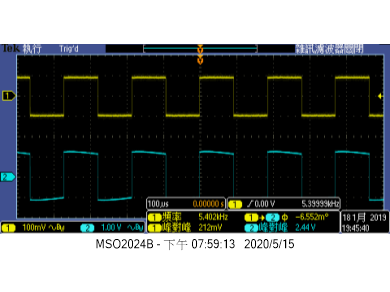 Tek 執行 Trig'd 雜訊濾波器關閉
1
2
100μs 0.00000 s 1 ∫ 0.00 V 5.39999kHz
1 頻率 5.402kHz 1 → 2 Φ -6.552m°
1 峰對峰 212mV 2 峰對峰 2.44 V
1 100mV ∿Bw 2 1.00 V ∿Bw
18 1月 2019
19:45:40
MSO2024B - 下午 07:59:13 2020/5/15